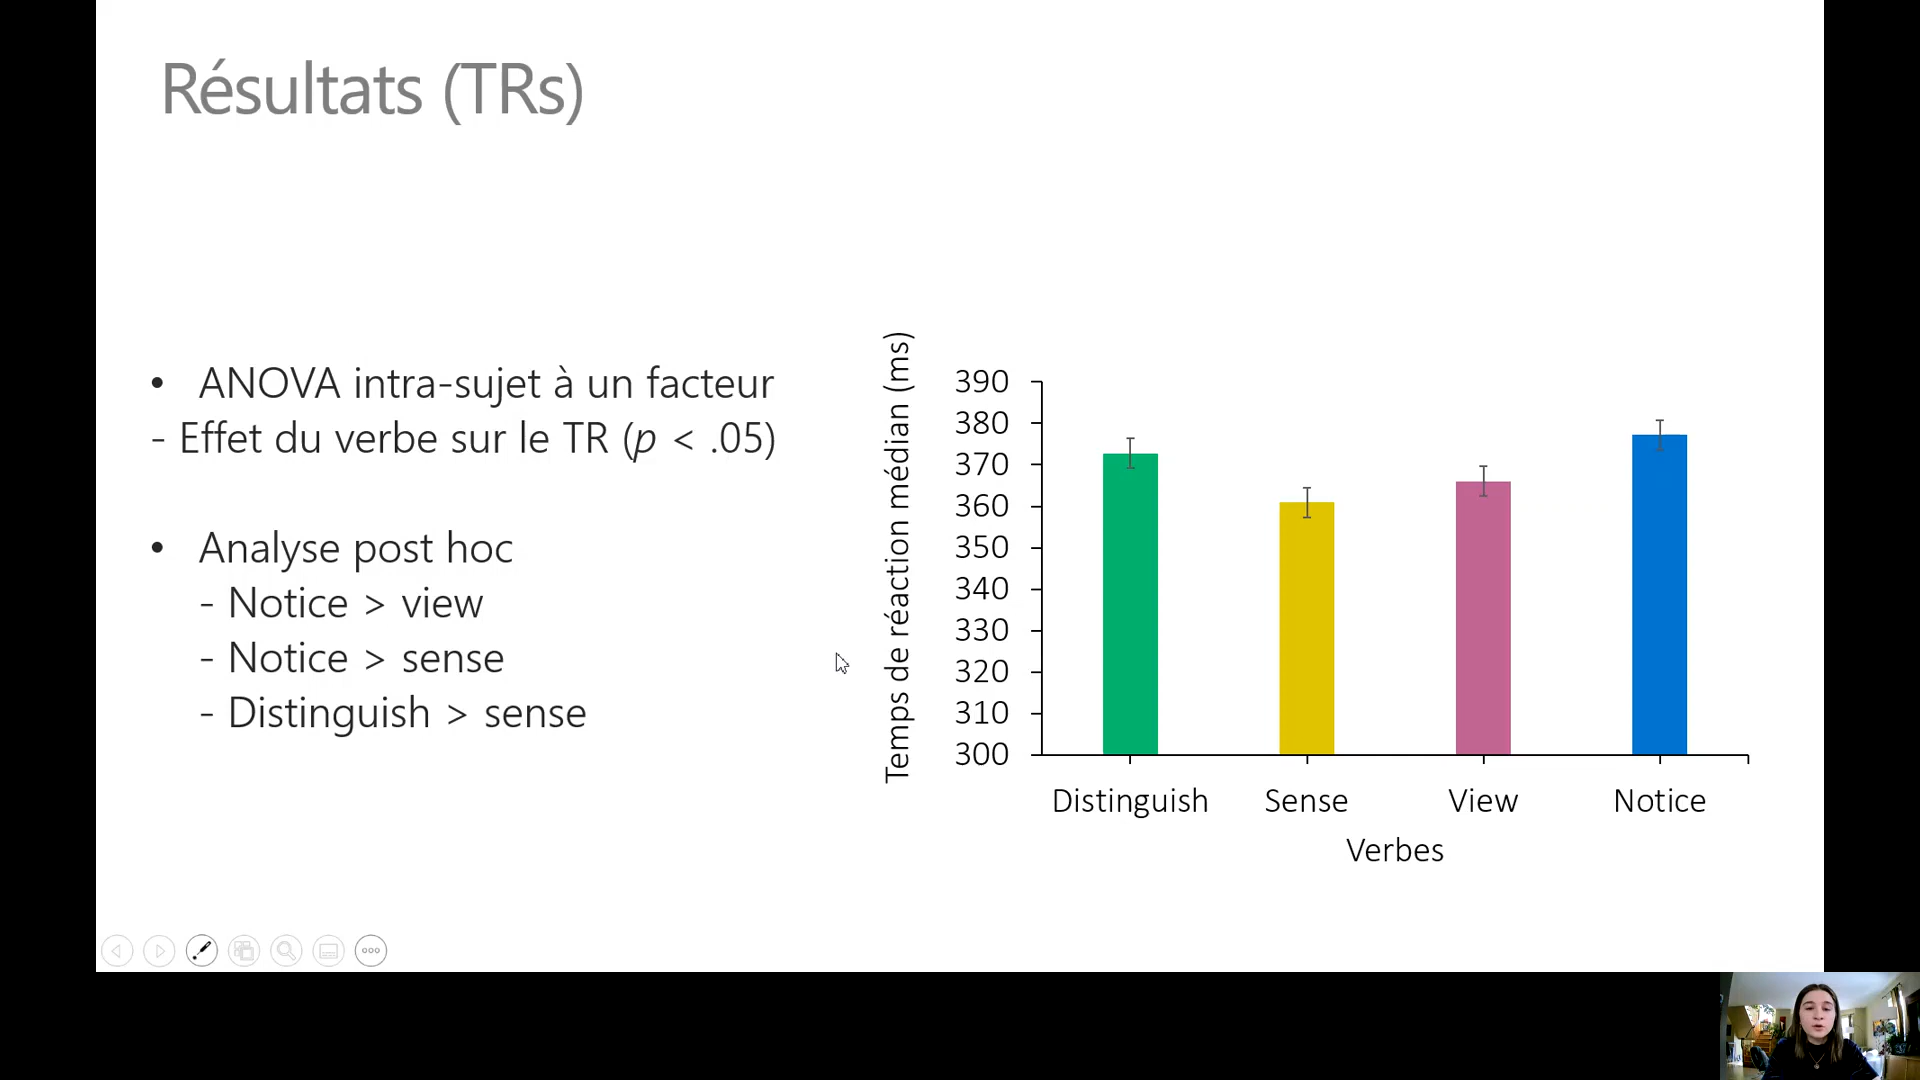 Résultats (TRs)
• ANOVA intra-sujet à un facteur
- Effet du verbe sur le TR (p < .05)
• Analyse post hoc
- Notice > view
- Notice > sense
- Distinguish > sense
Temps de réaction médian (ms)
390
380
370
360
350
340
330
320
310
300
Distinguish Sense View Notice
Verbes